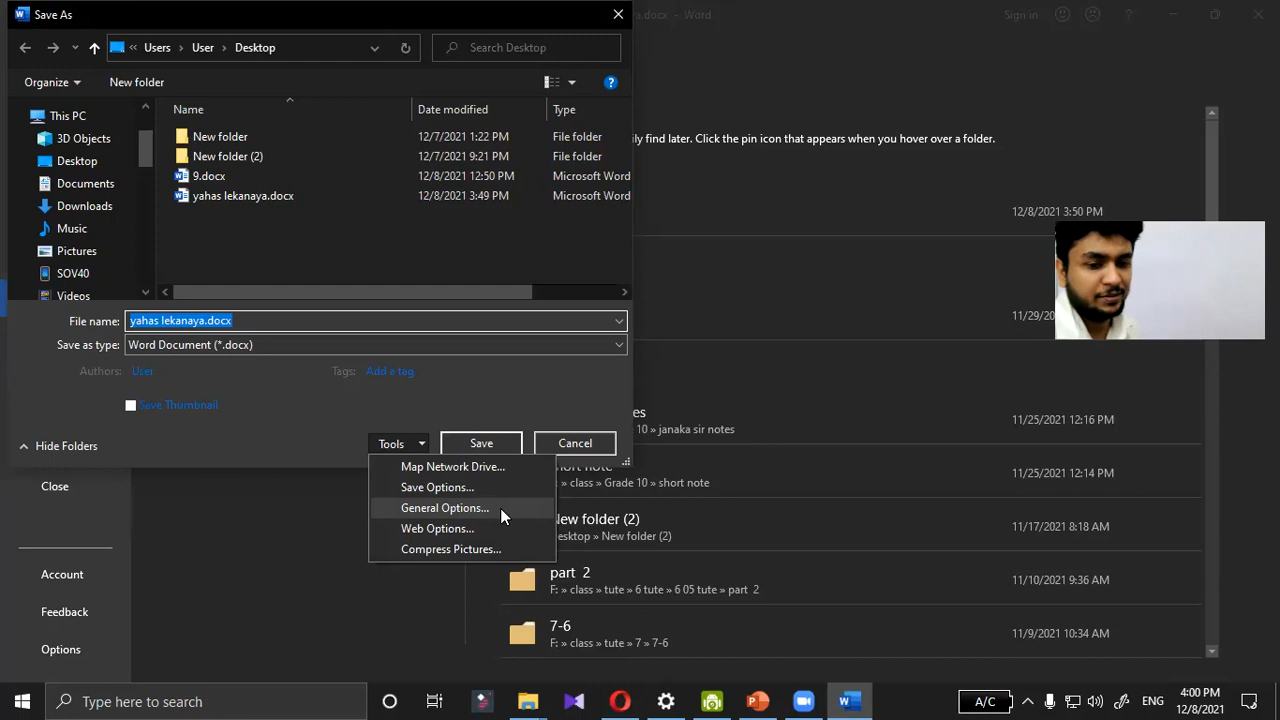 Save As
a.docx - Word
Sign in
Users
User
Desktop
Search Desktop
Organize
New folder
Name
Date modified
Type
This PC
3D Objects
Desktop
Documents
Downloads
Music
Pictures
SOV40
Videos
New folder 12/7/2021 1:22 PM File folder
New folder (2) 12/7/2021 9:21 PM File folder
9.docx 12/8/2021 12:50 PM Microsoft Word
yahas lekanaya.docx 12/8/2021 3:49 PM Microsoft Word
ily find later. Click the pin icon that appears when you hover over a folder.
12/8/2021 3:50 PM
File name: yahas lekanaya.docx
Save as type: Word Document (*.docx)
Authors: User
Tags: Add a tag
Save Thumbnail
Hide Folders
Tools
Save
Cancel
Map Network Drive...
Save Options...
General Options...
Web Options...
Compress Pictures...
Close
Account
Feedback
Options
11/29
es
10 » janaka sir notes
11/25/2021 12:16 PM
short note
» class » Grade 10 » short note
11/25/2021 12:14 PM
New folder (2)
Desktop » New folder (2)
11/17/2021 8:18 AM
part 2
F: » class » tute » 6 tute » 6 05 tute » part 2
11/10/2021 9:36 AM
7-6
F: » class » tute » 7 » 7-6
11/9/2021 10:34 AM
Type here to search
A/C
ENG
4:00 PM
12/8/2021